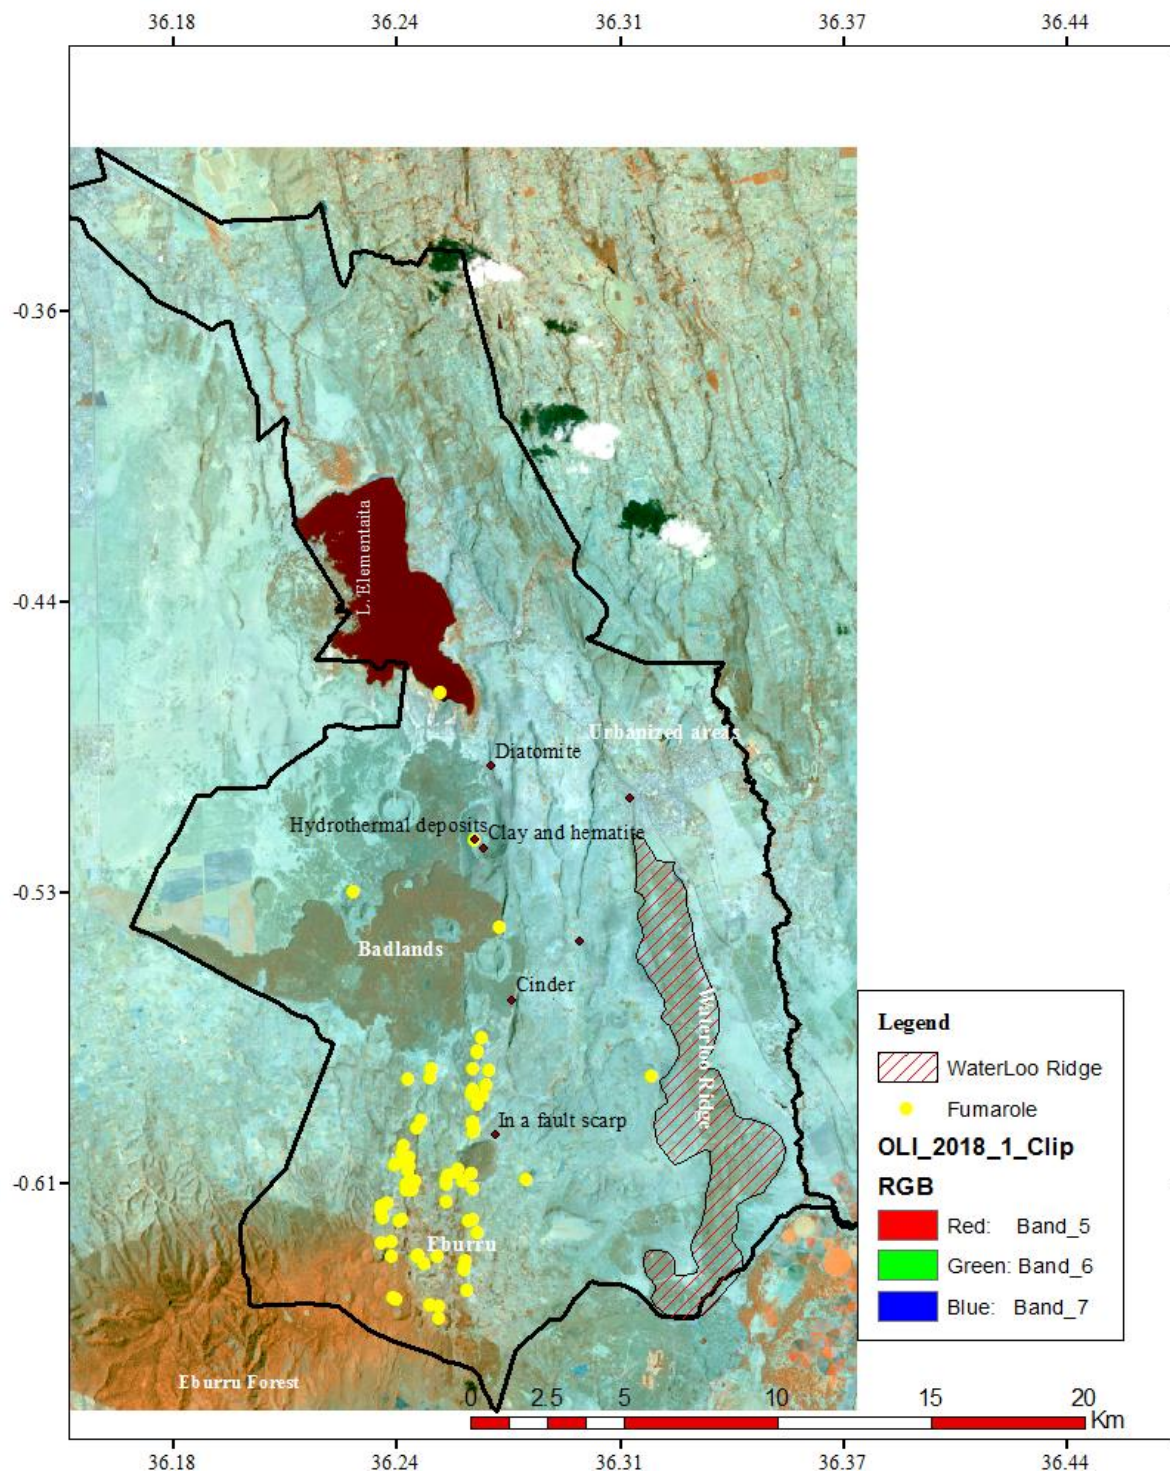 36.18 36.24 36.31 36.37 36.44
-0.36
-0.44
-0.53
-0.61
L. Elementaita
Urbanized areas
Diatomite
Hydrothermal deposits
Clay and hematite
Badlands
Cinder
Waterloo Ridge
In a fault scarp
Eburru
Eburru Forest
Legend
WaterLoo Ridge
Fumarole
OLI_2018_1_Clip
RGB
Red: Band_5
Green: Band_6
Blue: Band_7
0 2.5 5 10 15 20
Km
36.18 36.24 36.31 36.37 36.44